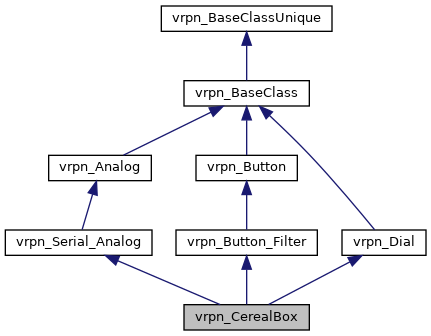 vrpn_BaseClassUnique
vrpn_BaseClass
vrpn_Analog
vrpn_Button
vrpn_Serial_Analog
vrpn_Button_Filter
vrpn_Dial
vrpn_CerealBox